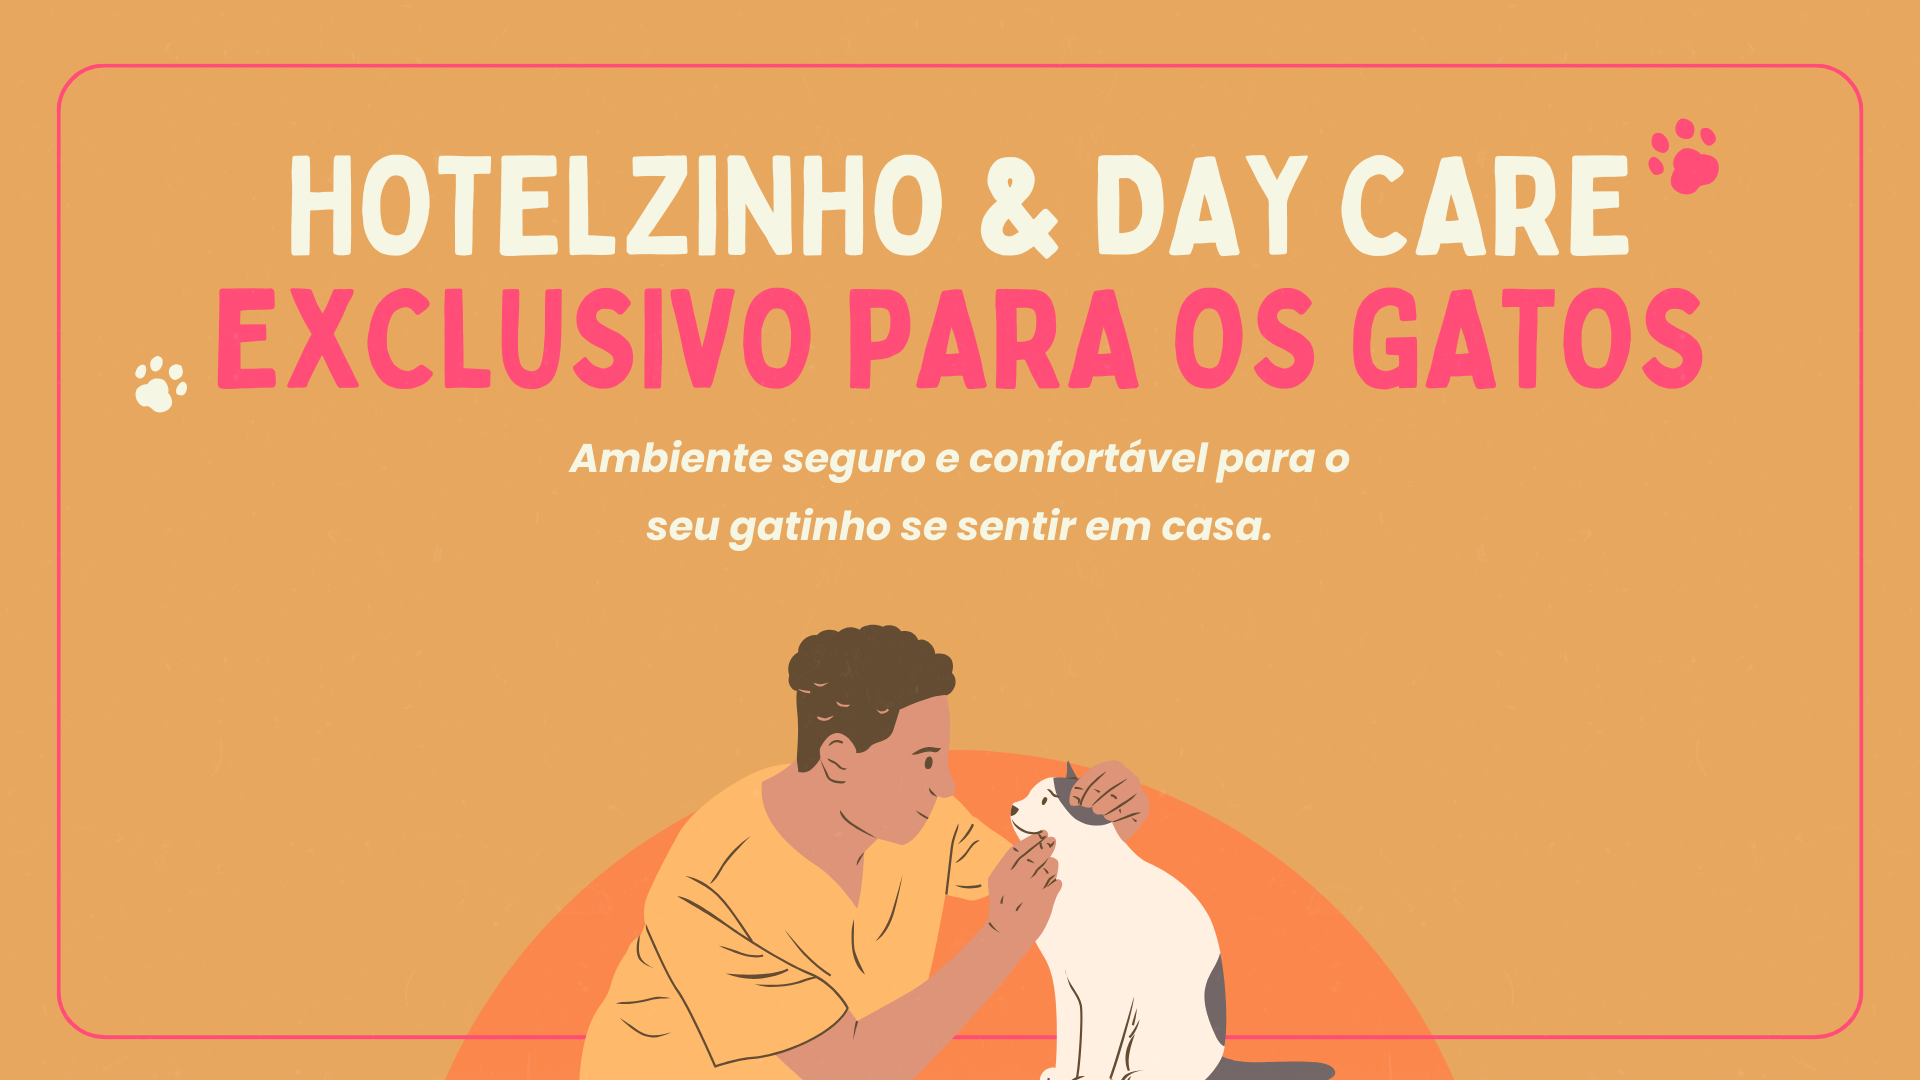 HOTELZINHO & DAY CARE
EXCLUSIVO PARA OS GATOS
Ambiente seguro e confortável para o
seu gatinho se sentir em casa.